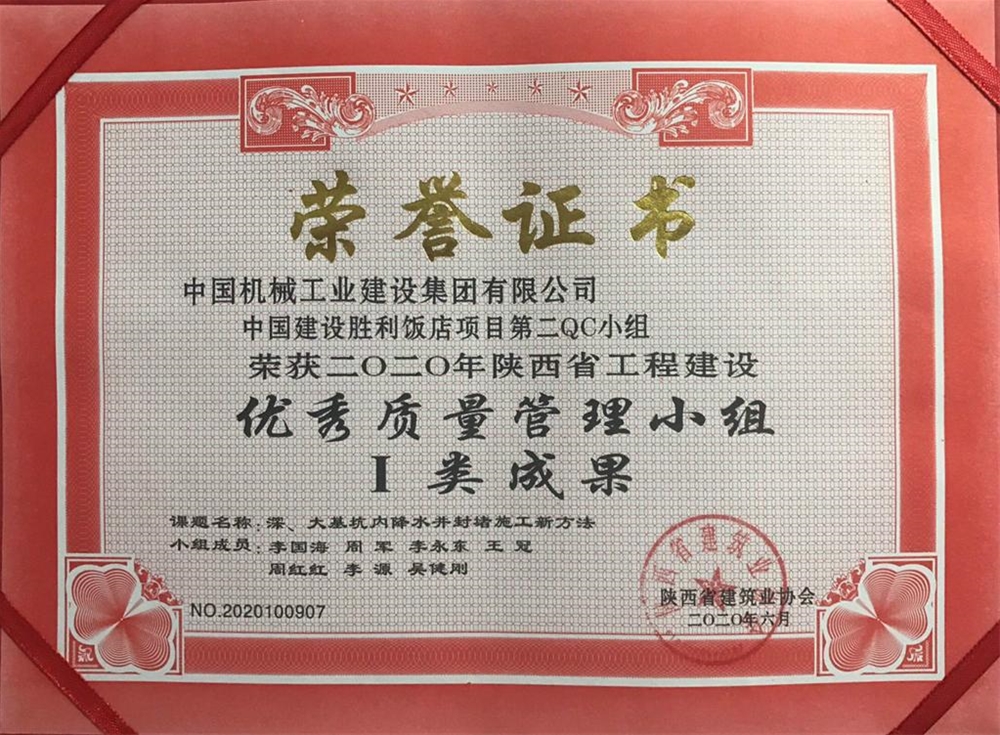 荣誉证书
中国机械工业建设集团有限公司
中国建设胜利饭店项目第二QC小组
荣获二〇二〇年陕西省工程建设
优秀质量管理小组
I类成果
课题名称:深、大基坑内降水井封堵施工新方法
小组成员:李国海 周军 李永东 王冠
周红红 李源 吴健刚
NO.2020100907
陕西省建筑业协会
二〇二〇年六月